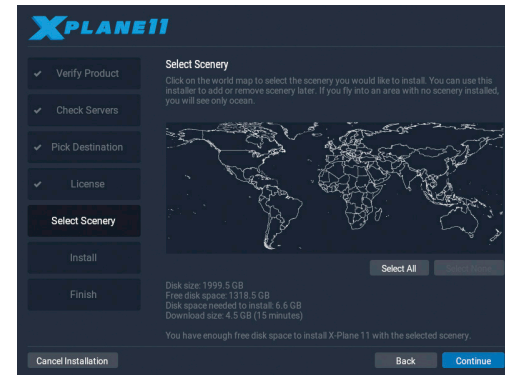 XPLANE11
Verify Product
Check Servers
Pick Destination
License
Select Scenery
Install
Finish
Select Scenery
Click on the world map to select the scenery you would like to install. You can use this
installer to add or remove scenery later. If you fly into an area with no scenery installed,
you will see only ocean.
Select All
Select None
Disk size: 1999.5 GB
Free disk space: 1318.5 GB
Disk space needed to install: 6.6 GB
Download size: 4.5 GB (15 minutes)
You have enough free disk space to install X-Plane 11 with the selected scenery.
Cancel Installation
Back
Continue